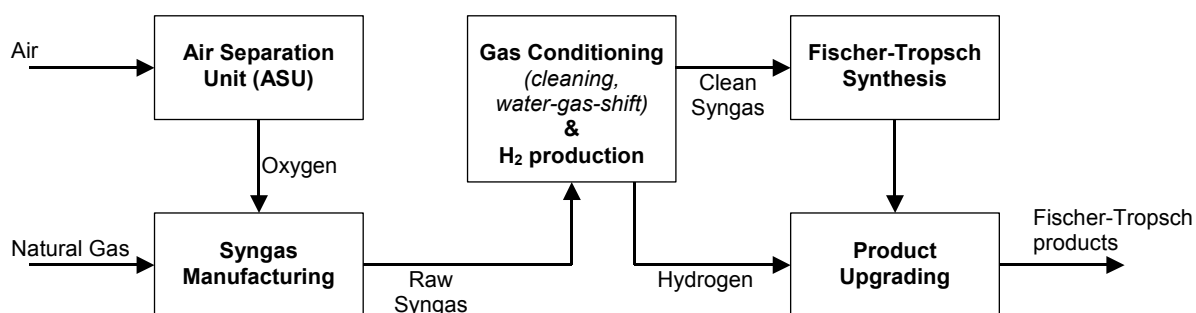 Air
Air Separation
Unit (ASU)
Oxygen
Natural Gas
Syngas
Manufacturing
Raw
Syngas
Gas Conditioning
(cleaning,
water-gas-shift)
&
H₂ production
Clean
Syngas
Hydrogen
Fischer-Tropsch
Synthesis
Product
Upgrading
Fischer-Tropsch
products